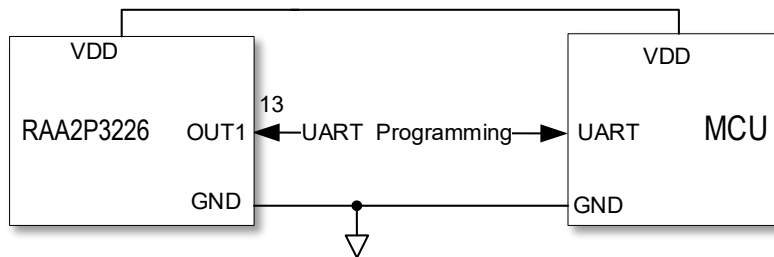 VDD
VDD
13
RAA2P3226
OUT1
UART Programming
UART
MCU
GND
GND